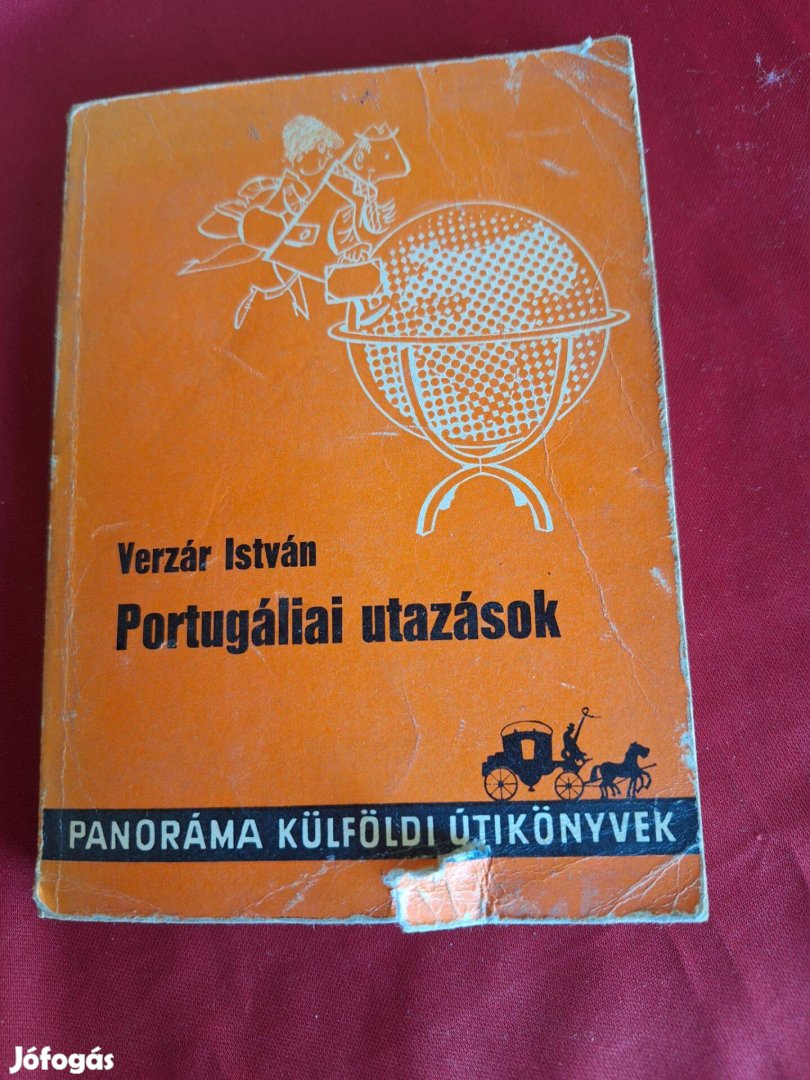 Verzár István
Portugáliai utazások
PANORÁMA KÜLFÖLDI ÚTIKÖNYVEK
Jófogás